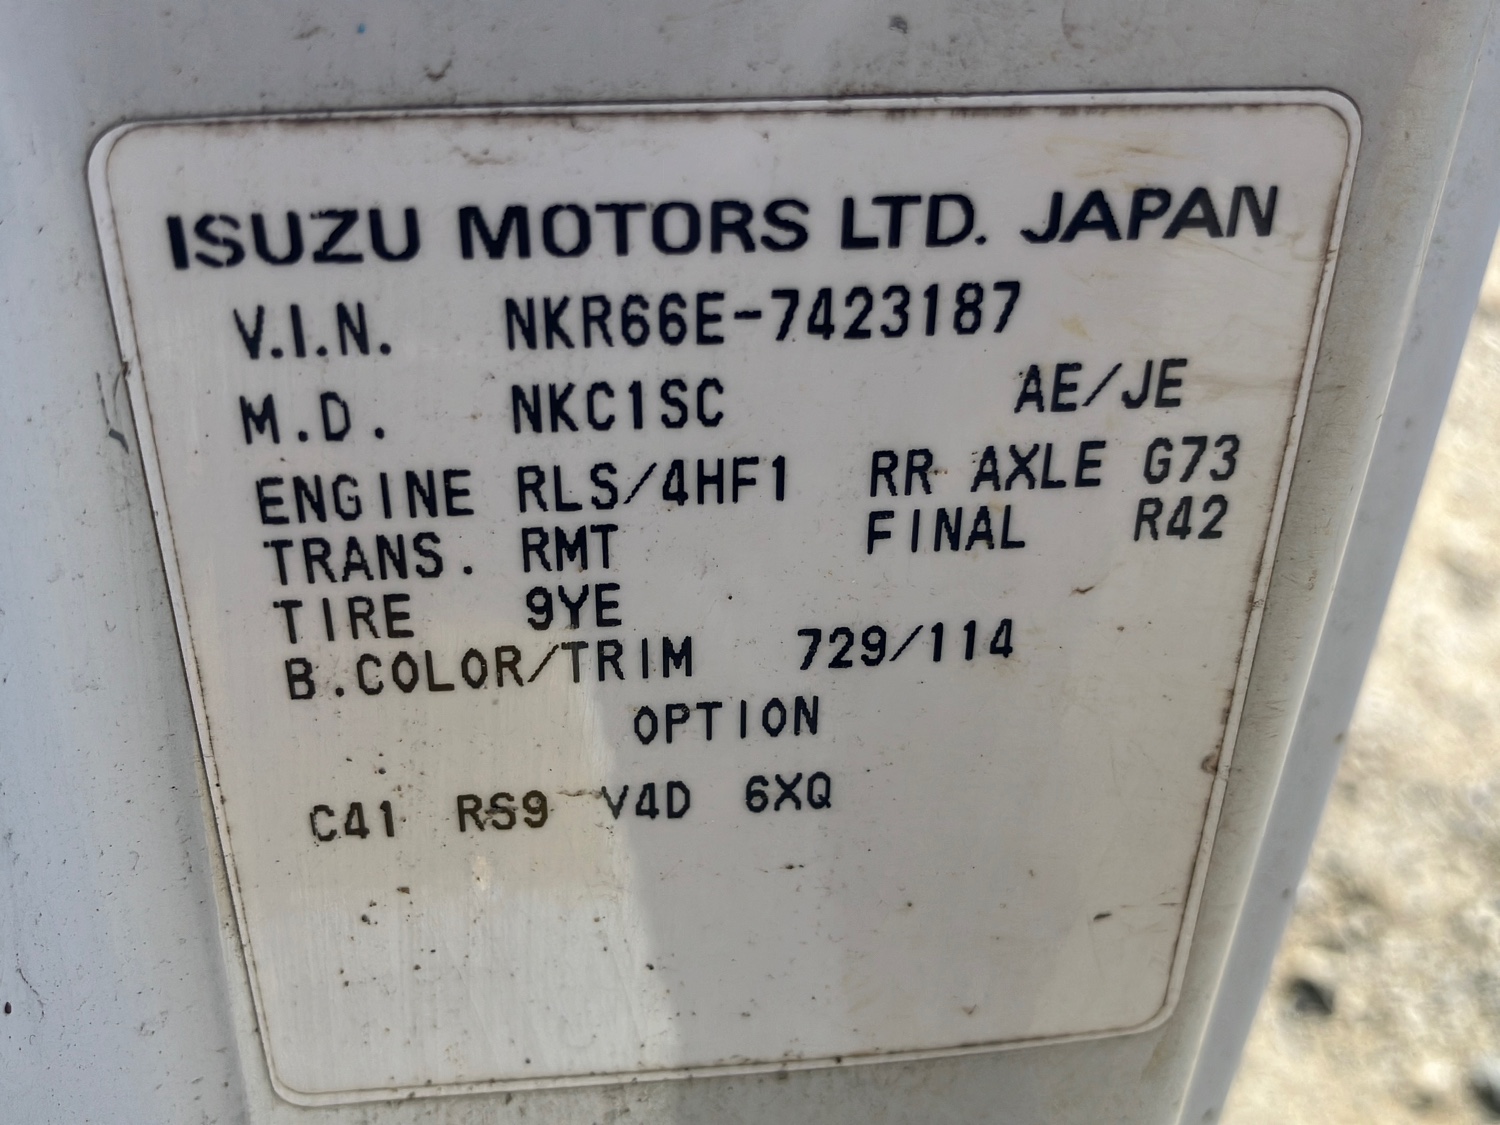 ISUZU MOTORS LTD. JAPAN
V.I.N. NKR66E-7423187
M.D. NKC1SC AE/JE
ENGINE RLS/4HF1 RR AXLE G73
TRANS. RMT FINAL R42
TIRE 9YE
B.COLOR/TRIM 729/114
OPTION
C41 RS9 V4D 6XQ